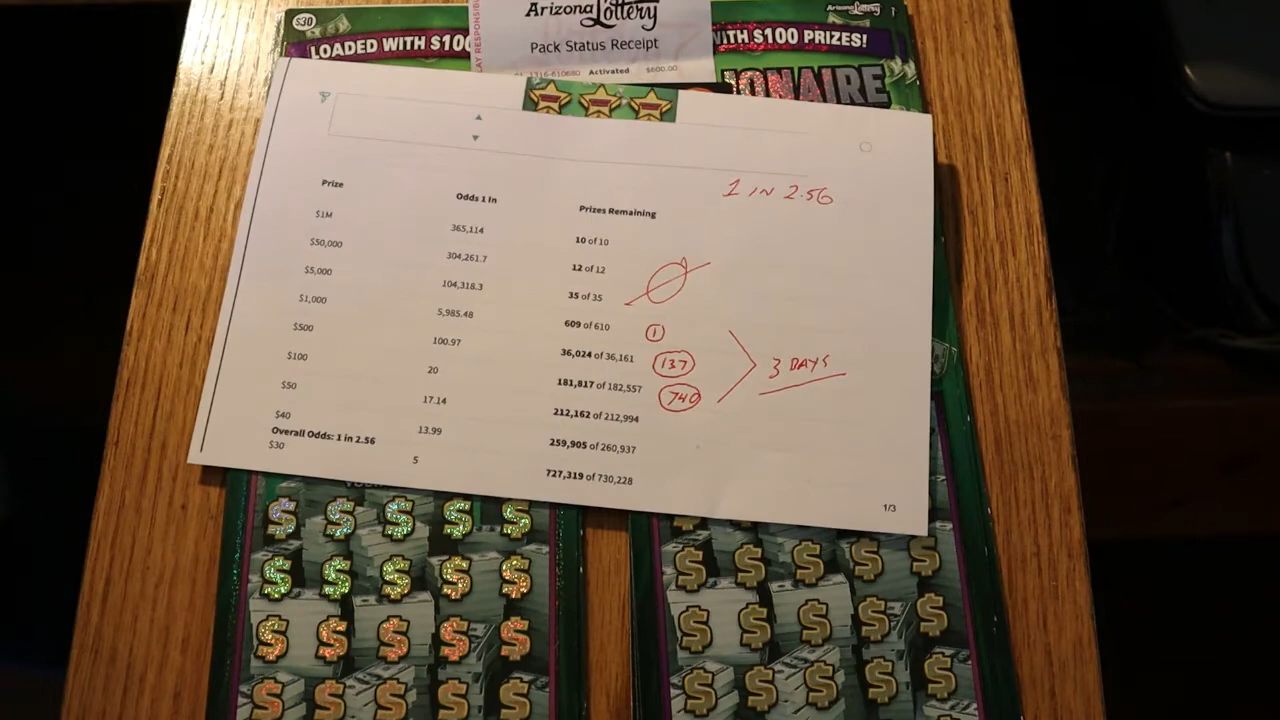 $30
LOADED WITH $100
PLAY RESPONSIBLY
Arizona Lottery
Pack Status Receipt
1316-610680 Activated $600.00
Arizona Lottery
WITH $100 PRIZES!
IONAIRE
1 IN 2.56
Prize Odds 1 In Prizes Remaining
$1M 365,114 10 of 10
$50,000 304,261.7 12 of 12
$5,000 104,318.3 35 of 35
$1,000 5,985.48 609 of 610 1
$500 100.97 36,024 of 36,161 137
$100 20 181,817 of 182,557 740
3 DAYS
$50 17.14 212,162 of 212,994
$40 13.99 259,905 of 260,937
Overall Odds: 1 in 2.56
$30 5 727,319 of 730,228
1/3
$ $ $ $ $
$ $ $ $ $
$ $ $ $ $
$ $ $ $ $
$ $ $ $ $
$ $ $ $ $
$ $ $ $ $